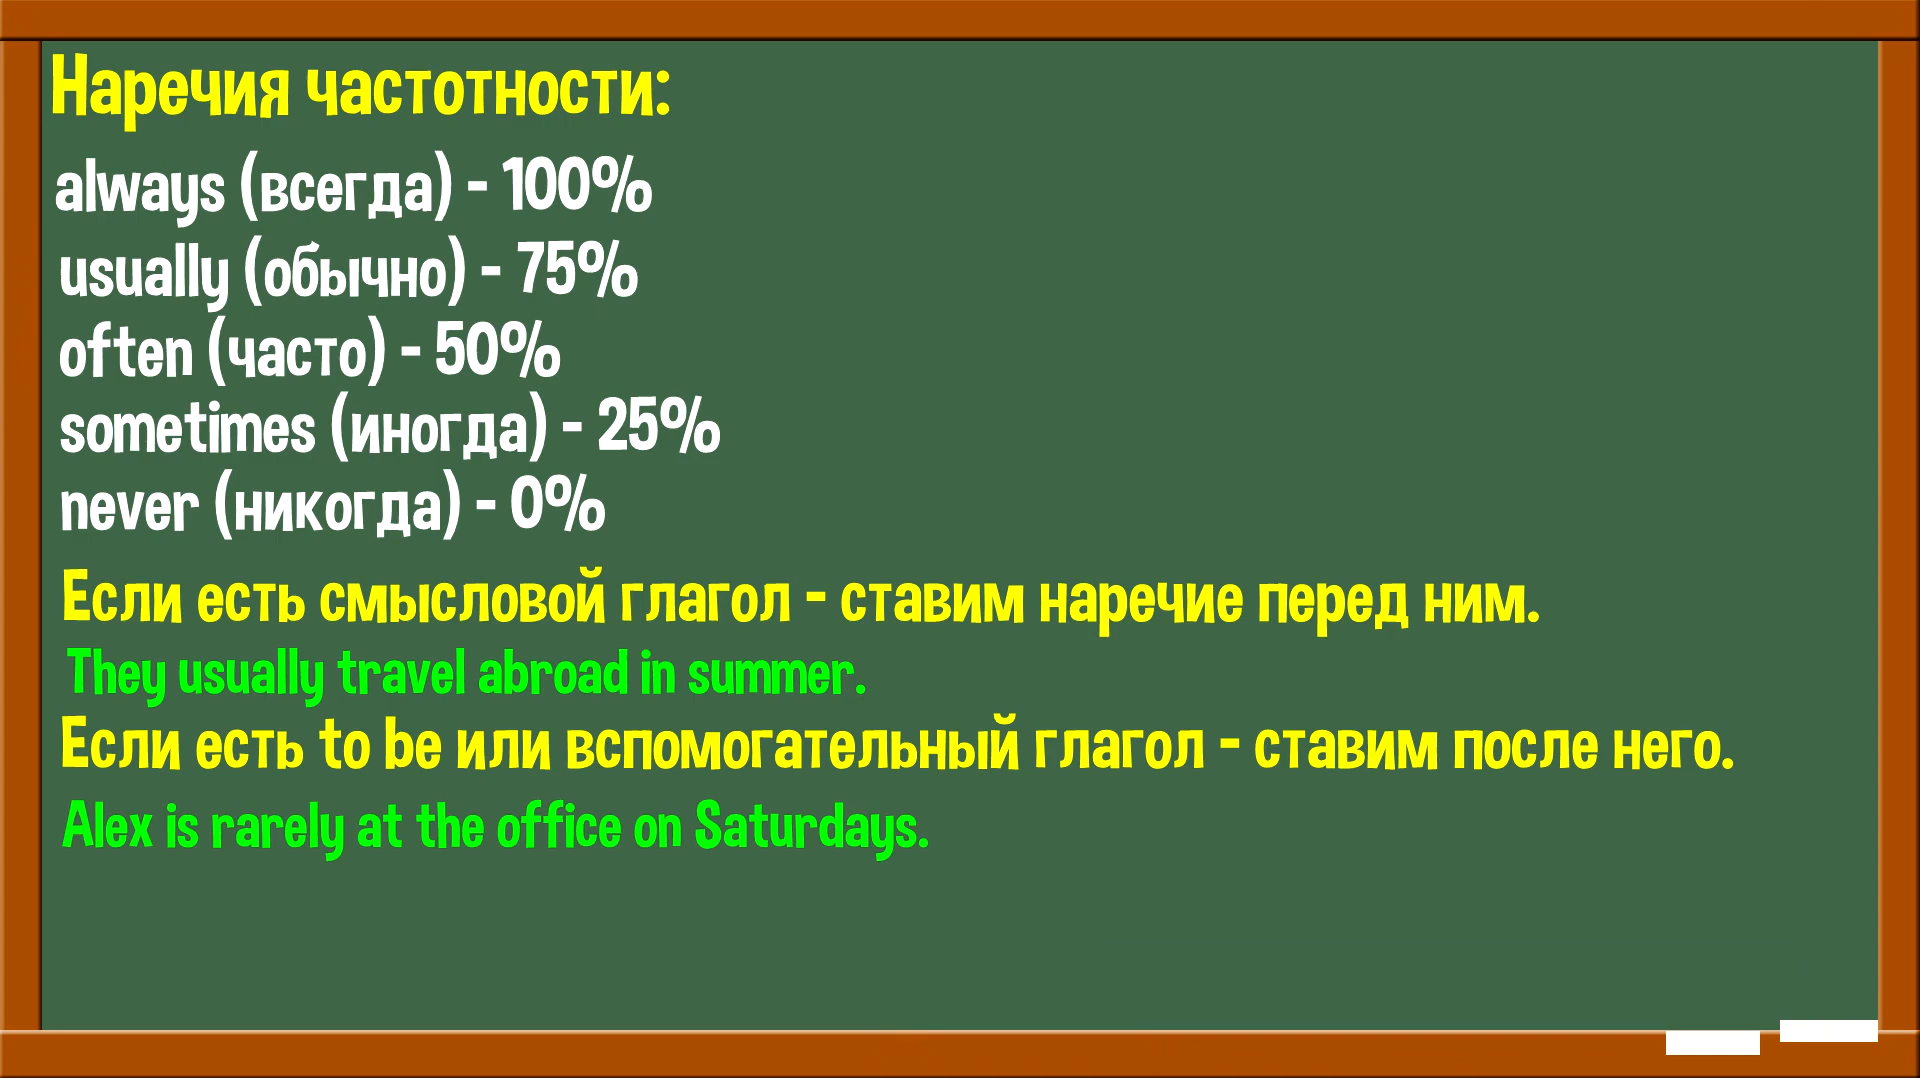 Наречия частотности:
always (всегда) - 100%
usually (обычно) - 75%
often (часто) - 50%
sometimes (иногда) - 25%
never (никогда) - 0%
Если есть смысловой глагол - ставим наречие перед ним.
They usually travel abroad in summer.
Если есть to be или вспомогательный глагол - ставим после него.
Alex is rarely at the office on Saturdays.